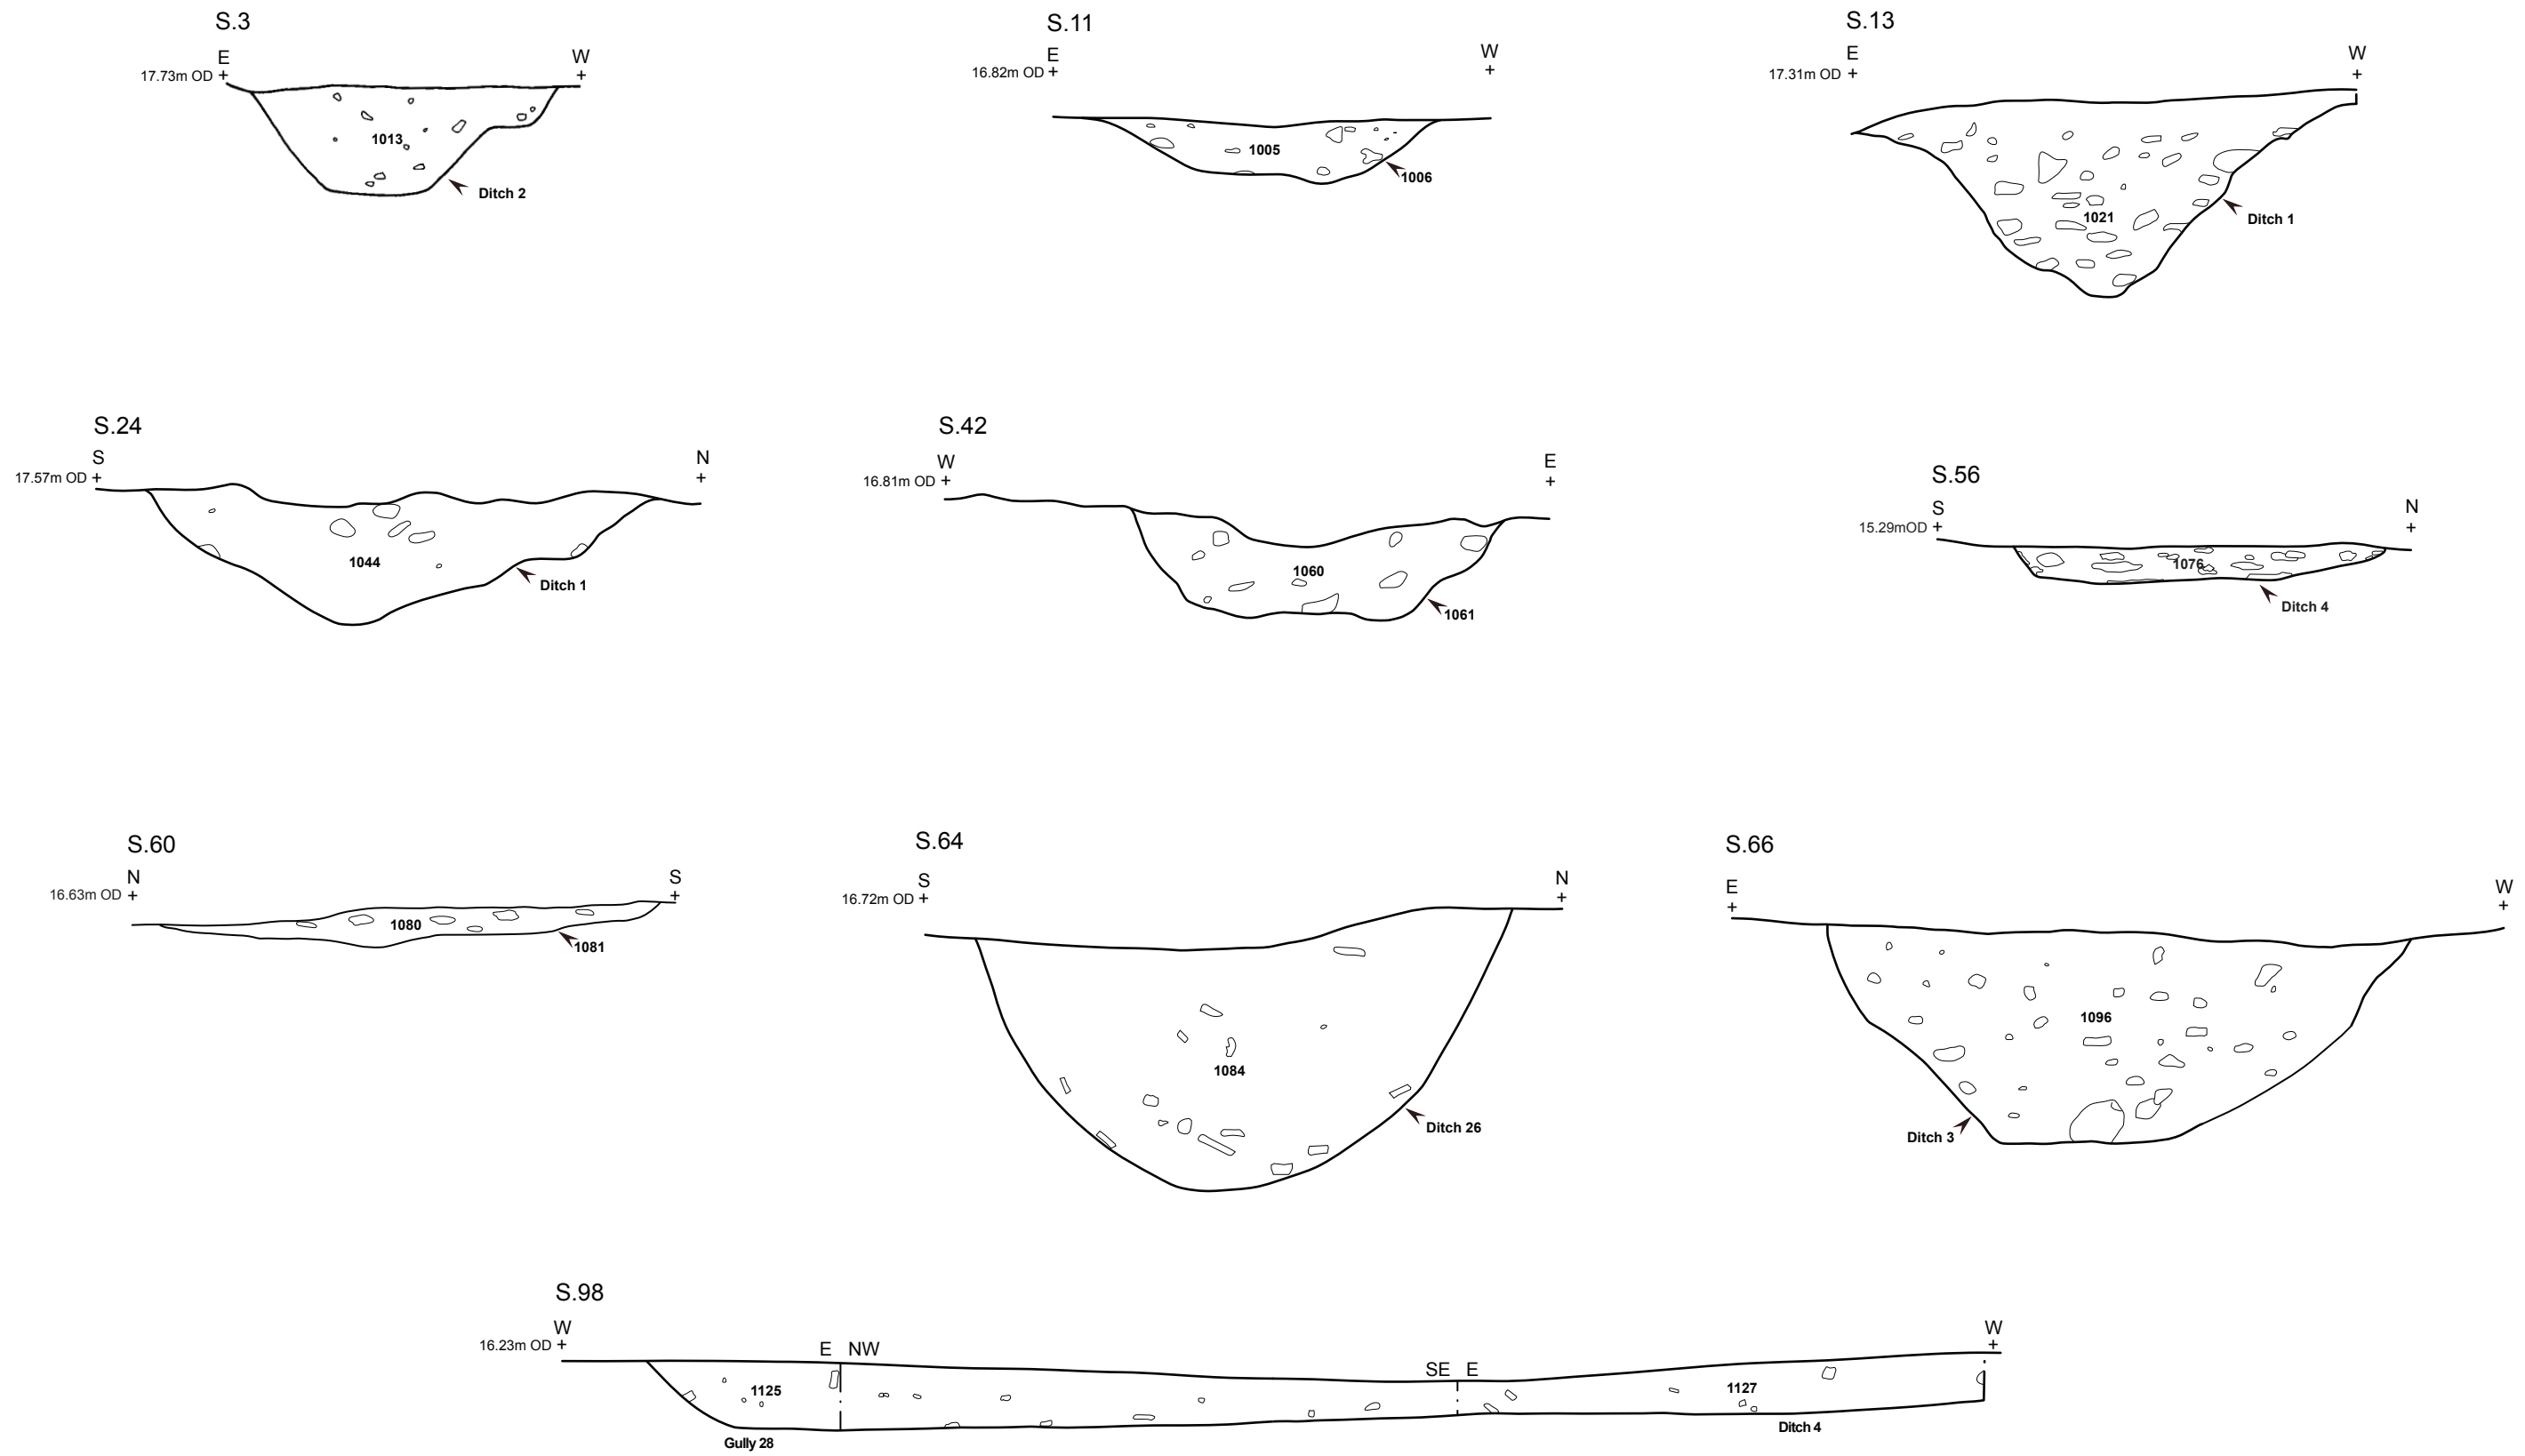 S.3
E W
17.73m OD + +
1013
Ditch 2
S.11
E W
16.82m OD + +
1005
1006
S.13
E W
17.31m OD + +
1021
Ditch 1
S.24
S N
17.57m OD + +
1044
Ditch 1
S.42
W E
16.81m OD + +
1060
1061
S.56
S N
15.29mOD + +
1076
Ditch 4
S.60
N S
16.63m OD + +
1080
1081
S.64
S N
16.72m OD + +
1084
Ditch 26
S.66
E W
+ +
1096
Ditch 3
S.98
W W
16.23m OD + +
E NW SE E
1125 1127
Gully 28 Ditch 4